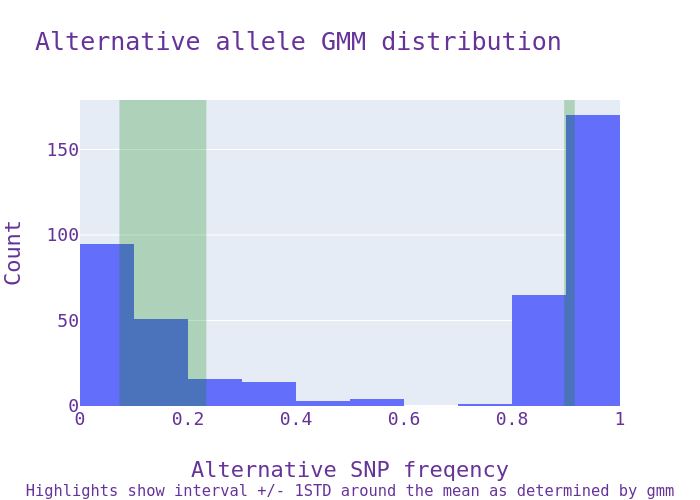 Alternative allele GMM distribution
Count
150
100
50
0
0 0.2 0.4 0.6 0.8 1
Alternative SNP freqency
Highlights show interval +/- 1STD around the mean as determined by gmm